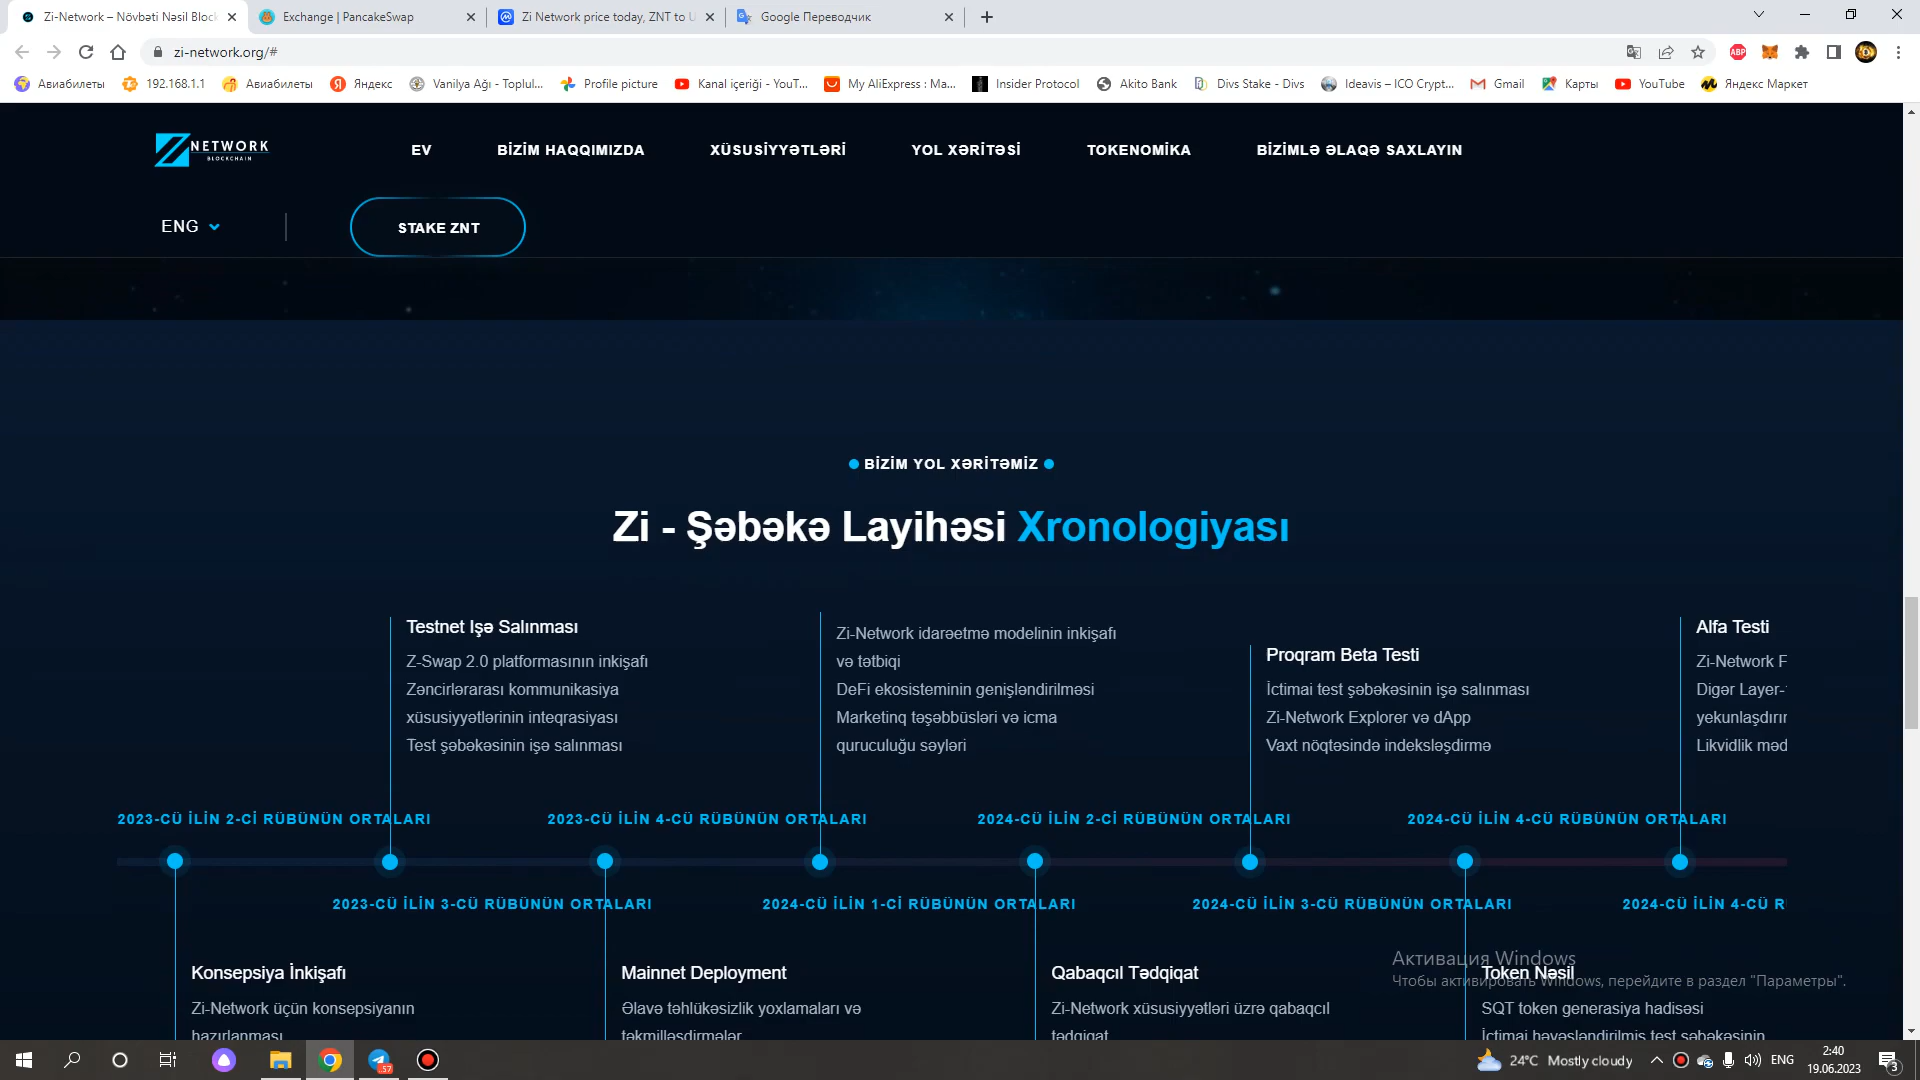 Zi-Network – Növbəti Nəsil Block
Exchange | PancakeSwap
Zi Network price today, ZNT to U
Google Переводчик
zi-network.org/#
ABP
Авиабилеты
192.168.1.1
Авиабилеты
Яндекс
Vanilya Ağı - Toplul...
Profile picture
Kanal içeriği - YouT...
My AliExpress : Ma...
Insider Protocol
Akito Bank
Divs Stake - Divs
Ideavis – ICO Crypt...
Gmail
Карты
YouTube
Яндекс Маркет
NETWORK
BLOCKCHAIN
EV
BİZİM HAQQIMIZDA
XÜSUSİYYƏTLƏRİ
YOL XƏRİTƏSİ
TOKENOMİKA
BİZİMLƏ ƏLAQƏ SAXLAYIN
ENG
STAKE ZNT
BİZİM YOL XƏRİTƏMİZ
Zi - Şəbəkə Layihəsi Xronologiyası
Testnet Işə Salınması
Z-Swap 2.0 platformasının inkişafı
Zəncirlərarası kommunikasiya
xüsusiyyətlərinin inteqrasiyası
Test şəbəkəsinin işə salınması
Zi-Network idarəetmə modelinin inkişafı
və tətbiqi
DeFi ekosisteminin genişləndirilməsi
Marketinq təşəbbüsləri və icma
quruculuğu səyləri
Proqram Beta Testi
İctimai test şəbəkəsinin işə salınması
Zi-Network Explorer və dApp
Vaxt nöqtəsində indeksləşdirmə
Alfa Testi
Zi-Network F
Digər Layer-
yekunlaşdırır
Likvidlik məd
2023-CÜ İLİN 2-Cİ RÜBÜNÜN ORTALARI
2023-CÜ İLİN 4-CÜ RÜBÜNÜN ORTALARI
2024-CÜ İLİN 2-Cİ RÜBÜNÜN ORTALARI
2024-CÜ İLİN 4-CÜ RÜBÜNÜN ORTALARI
2023-CÜ İLİN 3-CÜ RÜBÜNÜN ORTALARI
2024-CÜ İLİN 1-Cİ RÜBÜNÜN ORTALARI
2024-CÜ İLİN 3-CÜ RÜBÜNÜN ORTALARI
2024-CÜ İLİN 4-CÜ R
Konsepsiya İnkişafı
Zi-Network üçün konsepsiyanın
hazırlanması
Mainnet Deployment
Əlavə təhlükəsizlik yoxlamaları və
təkmilləşdirmələr
Qabaqcıl Tədqiqat
Zi-Network xüsusiyyətləri üzrə qabaqcıl
tədqiqat
Token Nəsil
SQT token generasiya hadisəsi
İctimai həvəsləndirilmiş test şəbəkəsinin
Активация Windows
Чтобы активировать Windows, перейдите в раздел "Параметры".
.57
24°C Mostly cloudy
ENG
2:40
19.06.2023
3